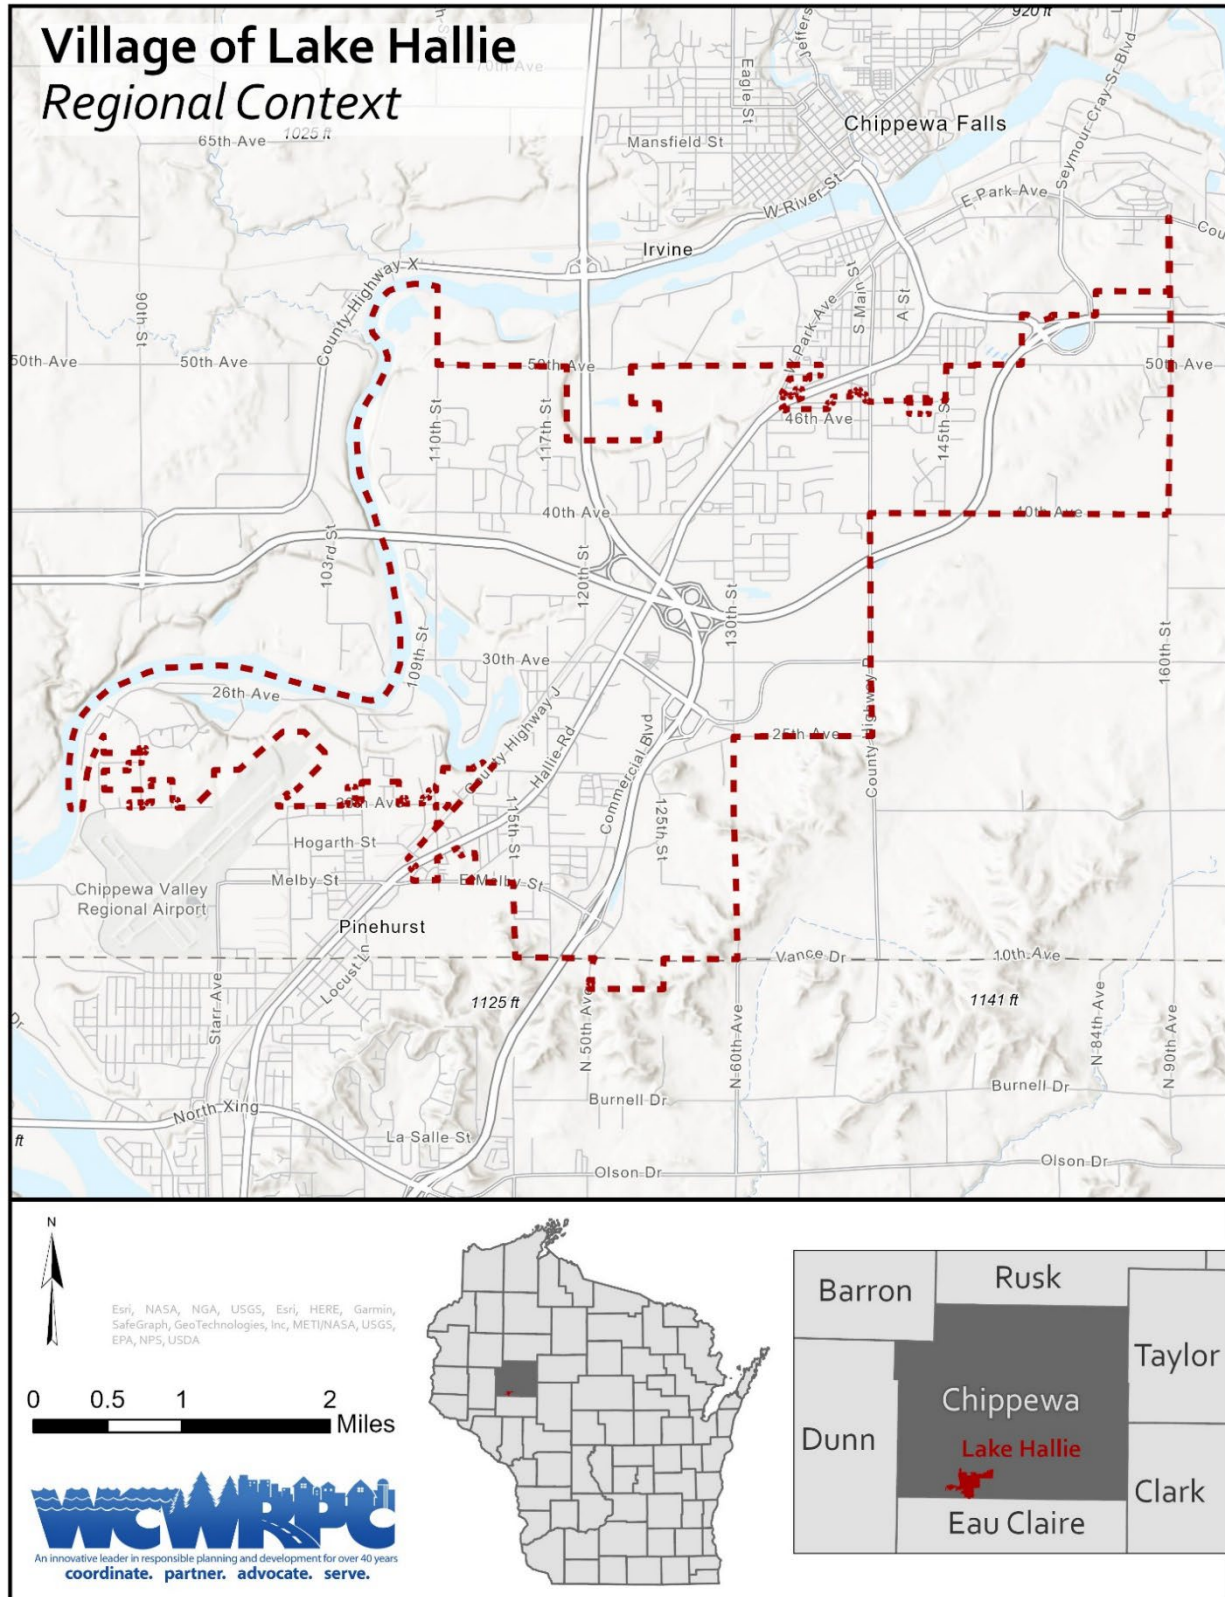 Village of Lake Hallie
Regional Context
920 ft
Jeffers
70th Ave
Eagle St
Seymour Cray Sr Blvd
Chippewa Falls
65th Ave
1025 ft
Mansfield St
E Park Ave
W River St
Cou
Irvine
County Highway X
90th St
W Park Ave
S Main St
A St
50th Ave
50th Ave
50th Ave
50th Ave
110th St
117th St
46th Ave
145th St
40th Ave
40th Ave
103rd St
120th St
130th St
109th St
30th Ave
160th St
26th Ave
County Highway J
Hallie Rd
Commercial Blvd
25th Ave
County Highway P
20th Ave
115th St
125th St
Hogarth St
Melby St
E Melby St
Chippewa Valley
Regional Airport
Pinehurst
Locust Ln
Vance Dr
10th Ave
Starr Ave
1125 ft
1141 ft
N 50th Ave
N 60th Ave
N 84th Ave
N 90th Ave
Dr
Burnell Dr
Burnell Dr
North Xing
La Salle St
ft
Olson Dr
Olson Dr
N
Esri, NASA, NGA, USGS, Esri, HERE, Garmin,
SafeGraph, GeoTechnologies, Inc, METI/NASA, USGS,
EPA, NPS, USDA
0 0.5 1 2
Miles
WCWRPC
An innovative leader in responsible planning and development for over 40 years
coordinate. partner. advocate. serve.
Barron
Rusk
Taylor
Chippewa
Dunn
Lake Hallie
Clark
Eau Claire